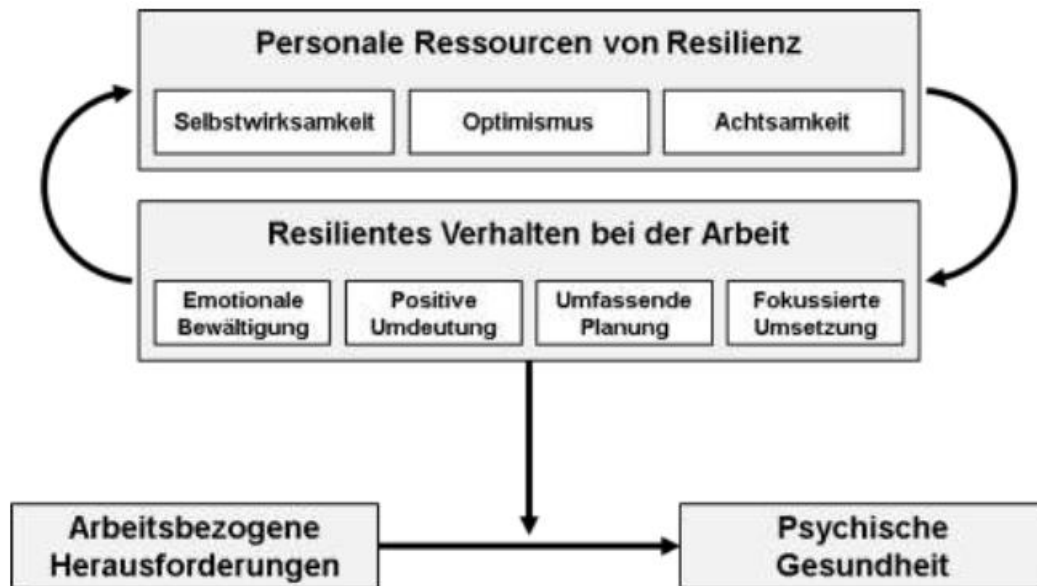 Personale Ressourcen von Resilienz
Selbstwirksamkeit
Optimismus
Achtsamkeit
Resilientes Verhalten bei der Arbeit
Emotionale
Bewältigung
Positive
Umdeutung
Umfassende
Planung
Fokussierte
Umsetzung
Arbeitsbezogene
Herausforderungen
Psychische
Gesundheit